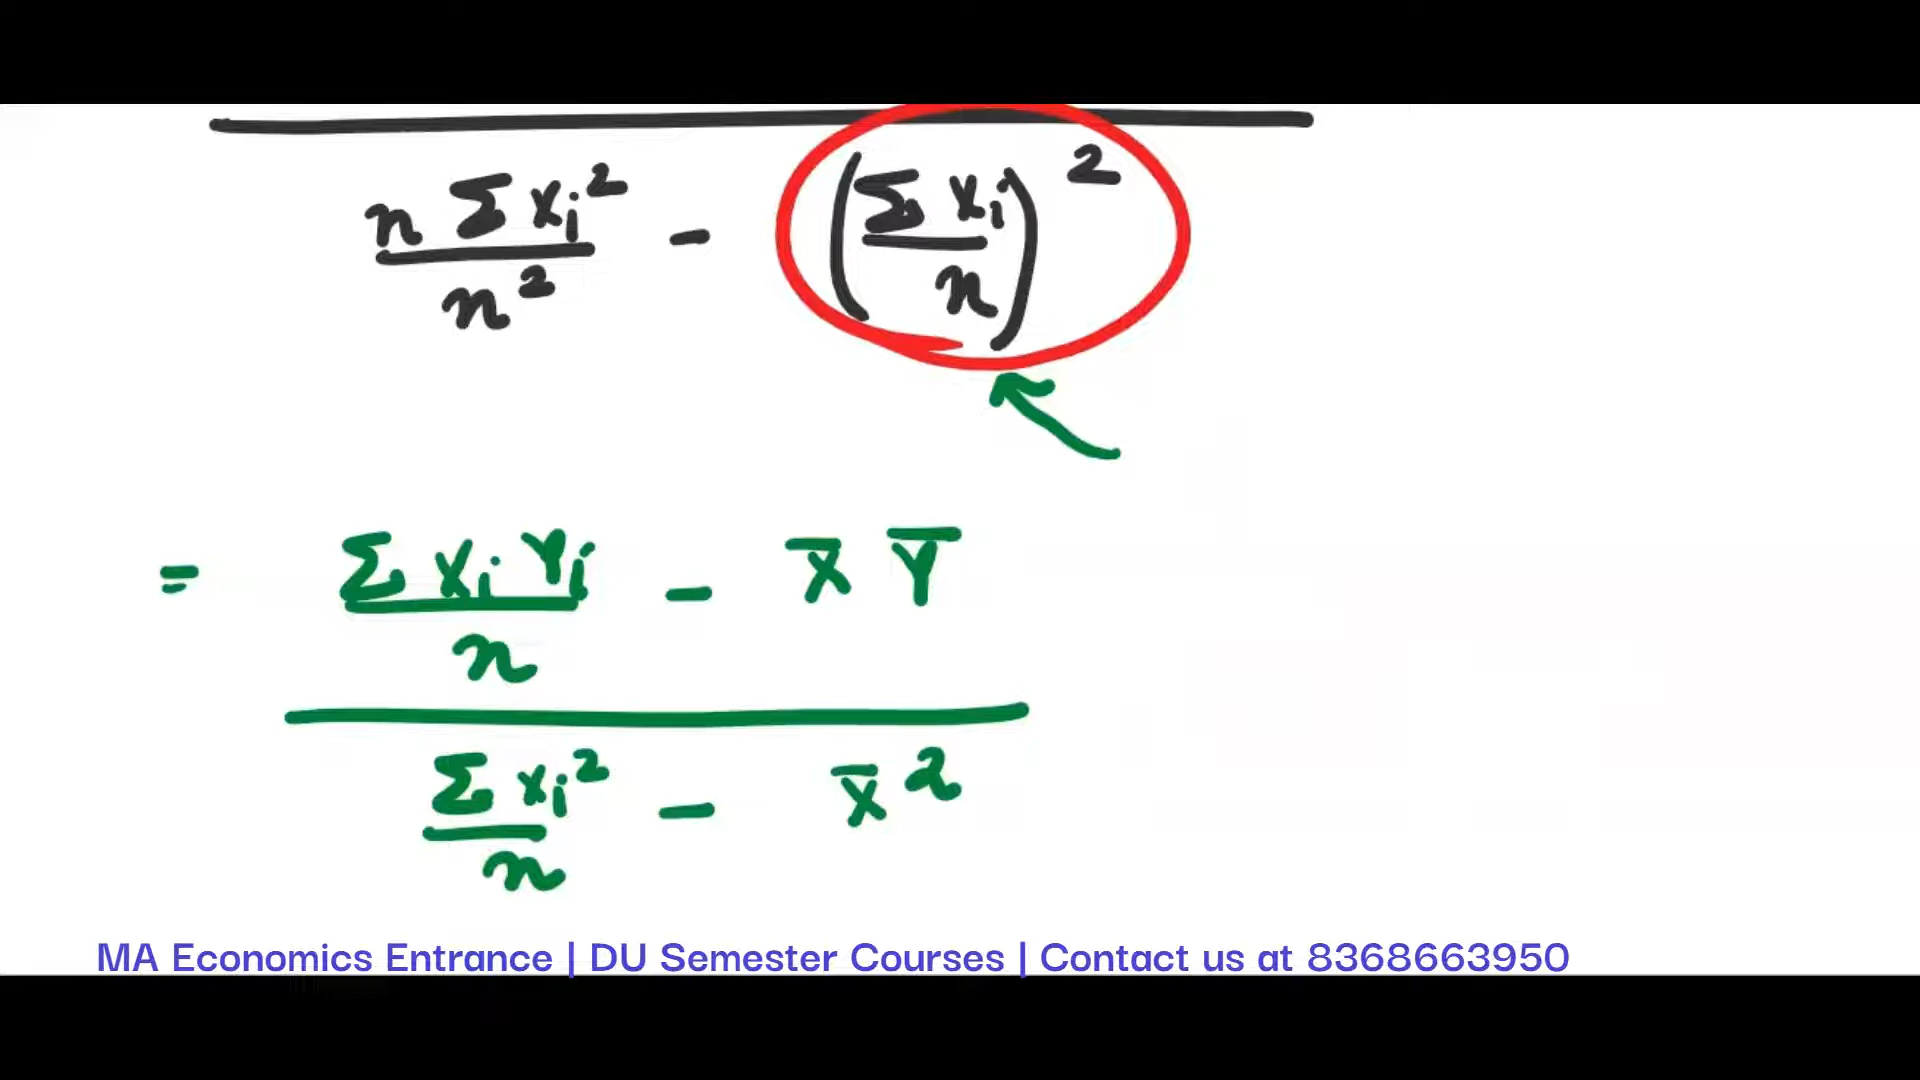 n Σ xi² / n² - (Σ xi / n)²
= Σ xi Yi / n - x̄ Ȳ
Σ xi² / n - x̄²
MA Economics Entrance | DU Semester Courses | Contact us at 8368663950